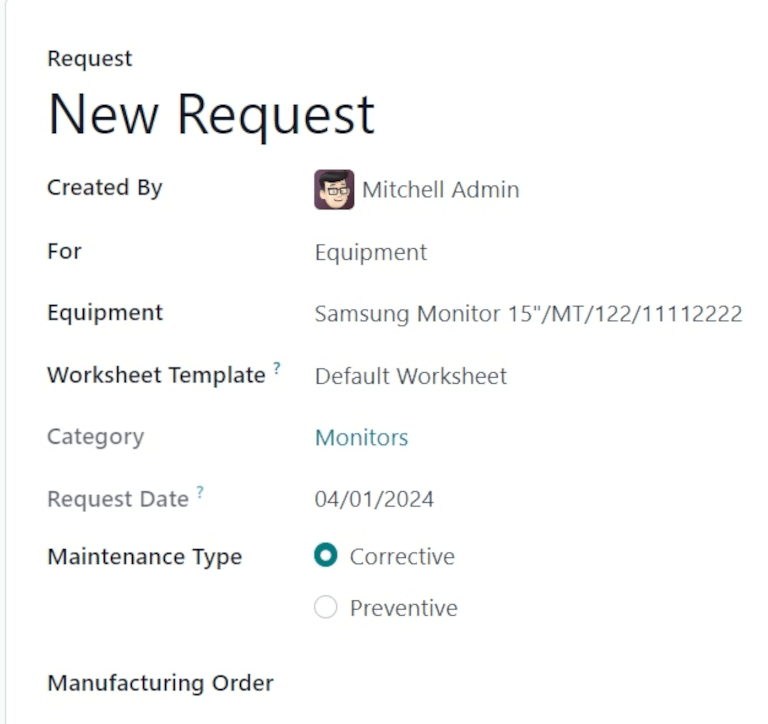 Request
New Request
Created By Mitchell Admin
For Equipment
Equipment Samsung Monitor 15"/MT/122/11112222
Worksheet Template ? Default Worksheet
Category Monitors
Request Date ? 04/01/2024
Maintenance Type Corrective
Preventive
Manufacturing Order